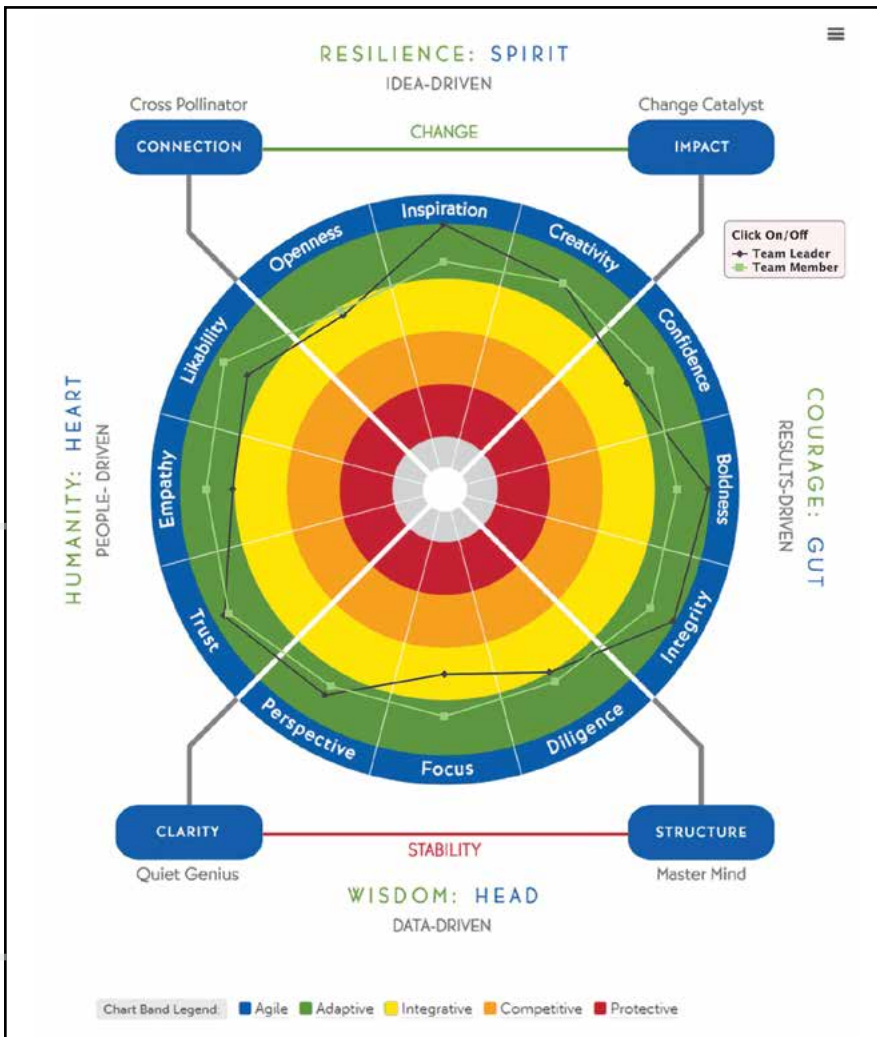 RESILIENCE: SPIRIT
IDEA-DRIVEN
Cross Pollinator
Change Catalyst
CONNECTION
CHANGE
IMPACT
Click On/Off
Team Leader
Team Member
Inspiration
Creativity
Confidence
Boldness
Integrity
Diligence
Focus
Perspective
Trust
Empathy
Likability
Openness
HUMANITY: HEART
PEOPLE- DRIVEN
COURAGE: GUT
RESULTS-DRIVEN
CLARITY
STABILITY
STRUCTURE
Quiet Genius
Master Mind
WISDOM: HEAD
DATA-DRIVEN
Chart Band Legend: Agile Adaptive Integrative Competitive Protective